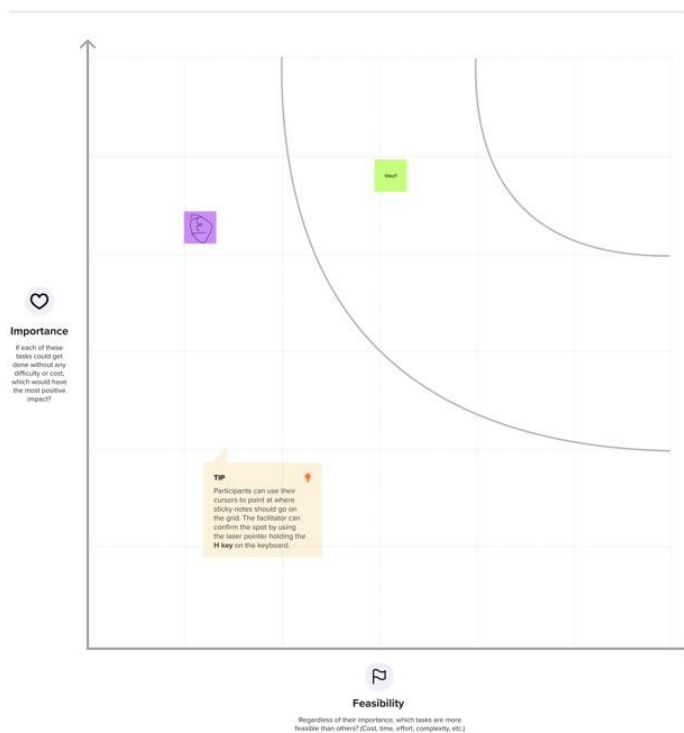 Idea1
Importance
If each of these
tasks could get
done without any
difficulty or cost,
which would have
the most positive
impact?
TIP
Participants can use their
cursors to point at where
sticky notes should go on
the grid. The facilitator can
confirm the spot by using
the laser pointer holding the
H key on the keyboard.
Feasibility
Regardless of their importance, which tasks are more
feasible than others? (Cost, time, effort, complexity, etc.)